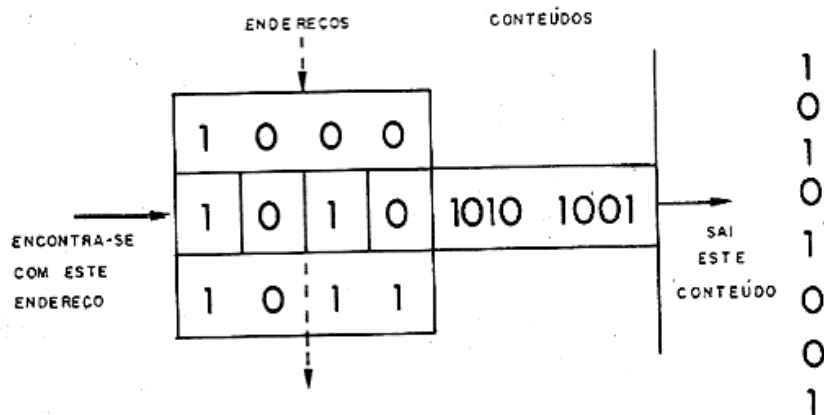 ENDEREÇOS
CONTEÚDOS
1 0 0 0
1 0 1 0 1010 1001
1 0 1 1
ENCONTRA-SE
COM ESTE
ENDEREÇO
SAI
ESTE
CONTEÚDO
1
0
1
0
1
0
0
1